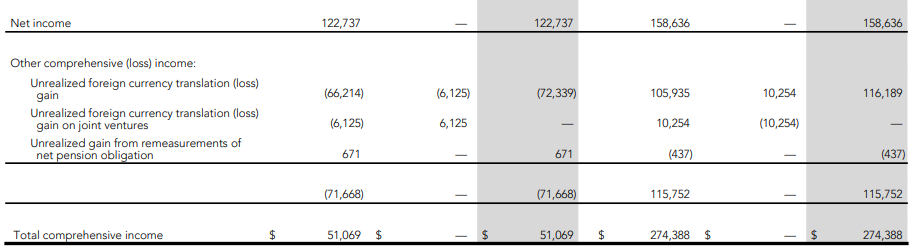 Net income 122,737 — 122,737 158,636 — 158,636
Other comprehensive (loss) income:
Unrealized foreign currency translation (loss)
gain (66,214) (6,125) (72,339) 105,935 10,254 116,189
Unrealized foreign currency translation (loss)
gain on joint ventures (6,125) 6,125 — 10,254 (10,254) —
Unrealized gain from remeasurements of
net pension obligation 671 — 671 (437) — (437)
(71,668) — (71,668) 115,752 — 115,752
Total comprehensive income $ 51,069 $ — $ 51,069 $ 274,388 $ — $ 274,388